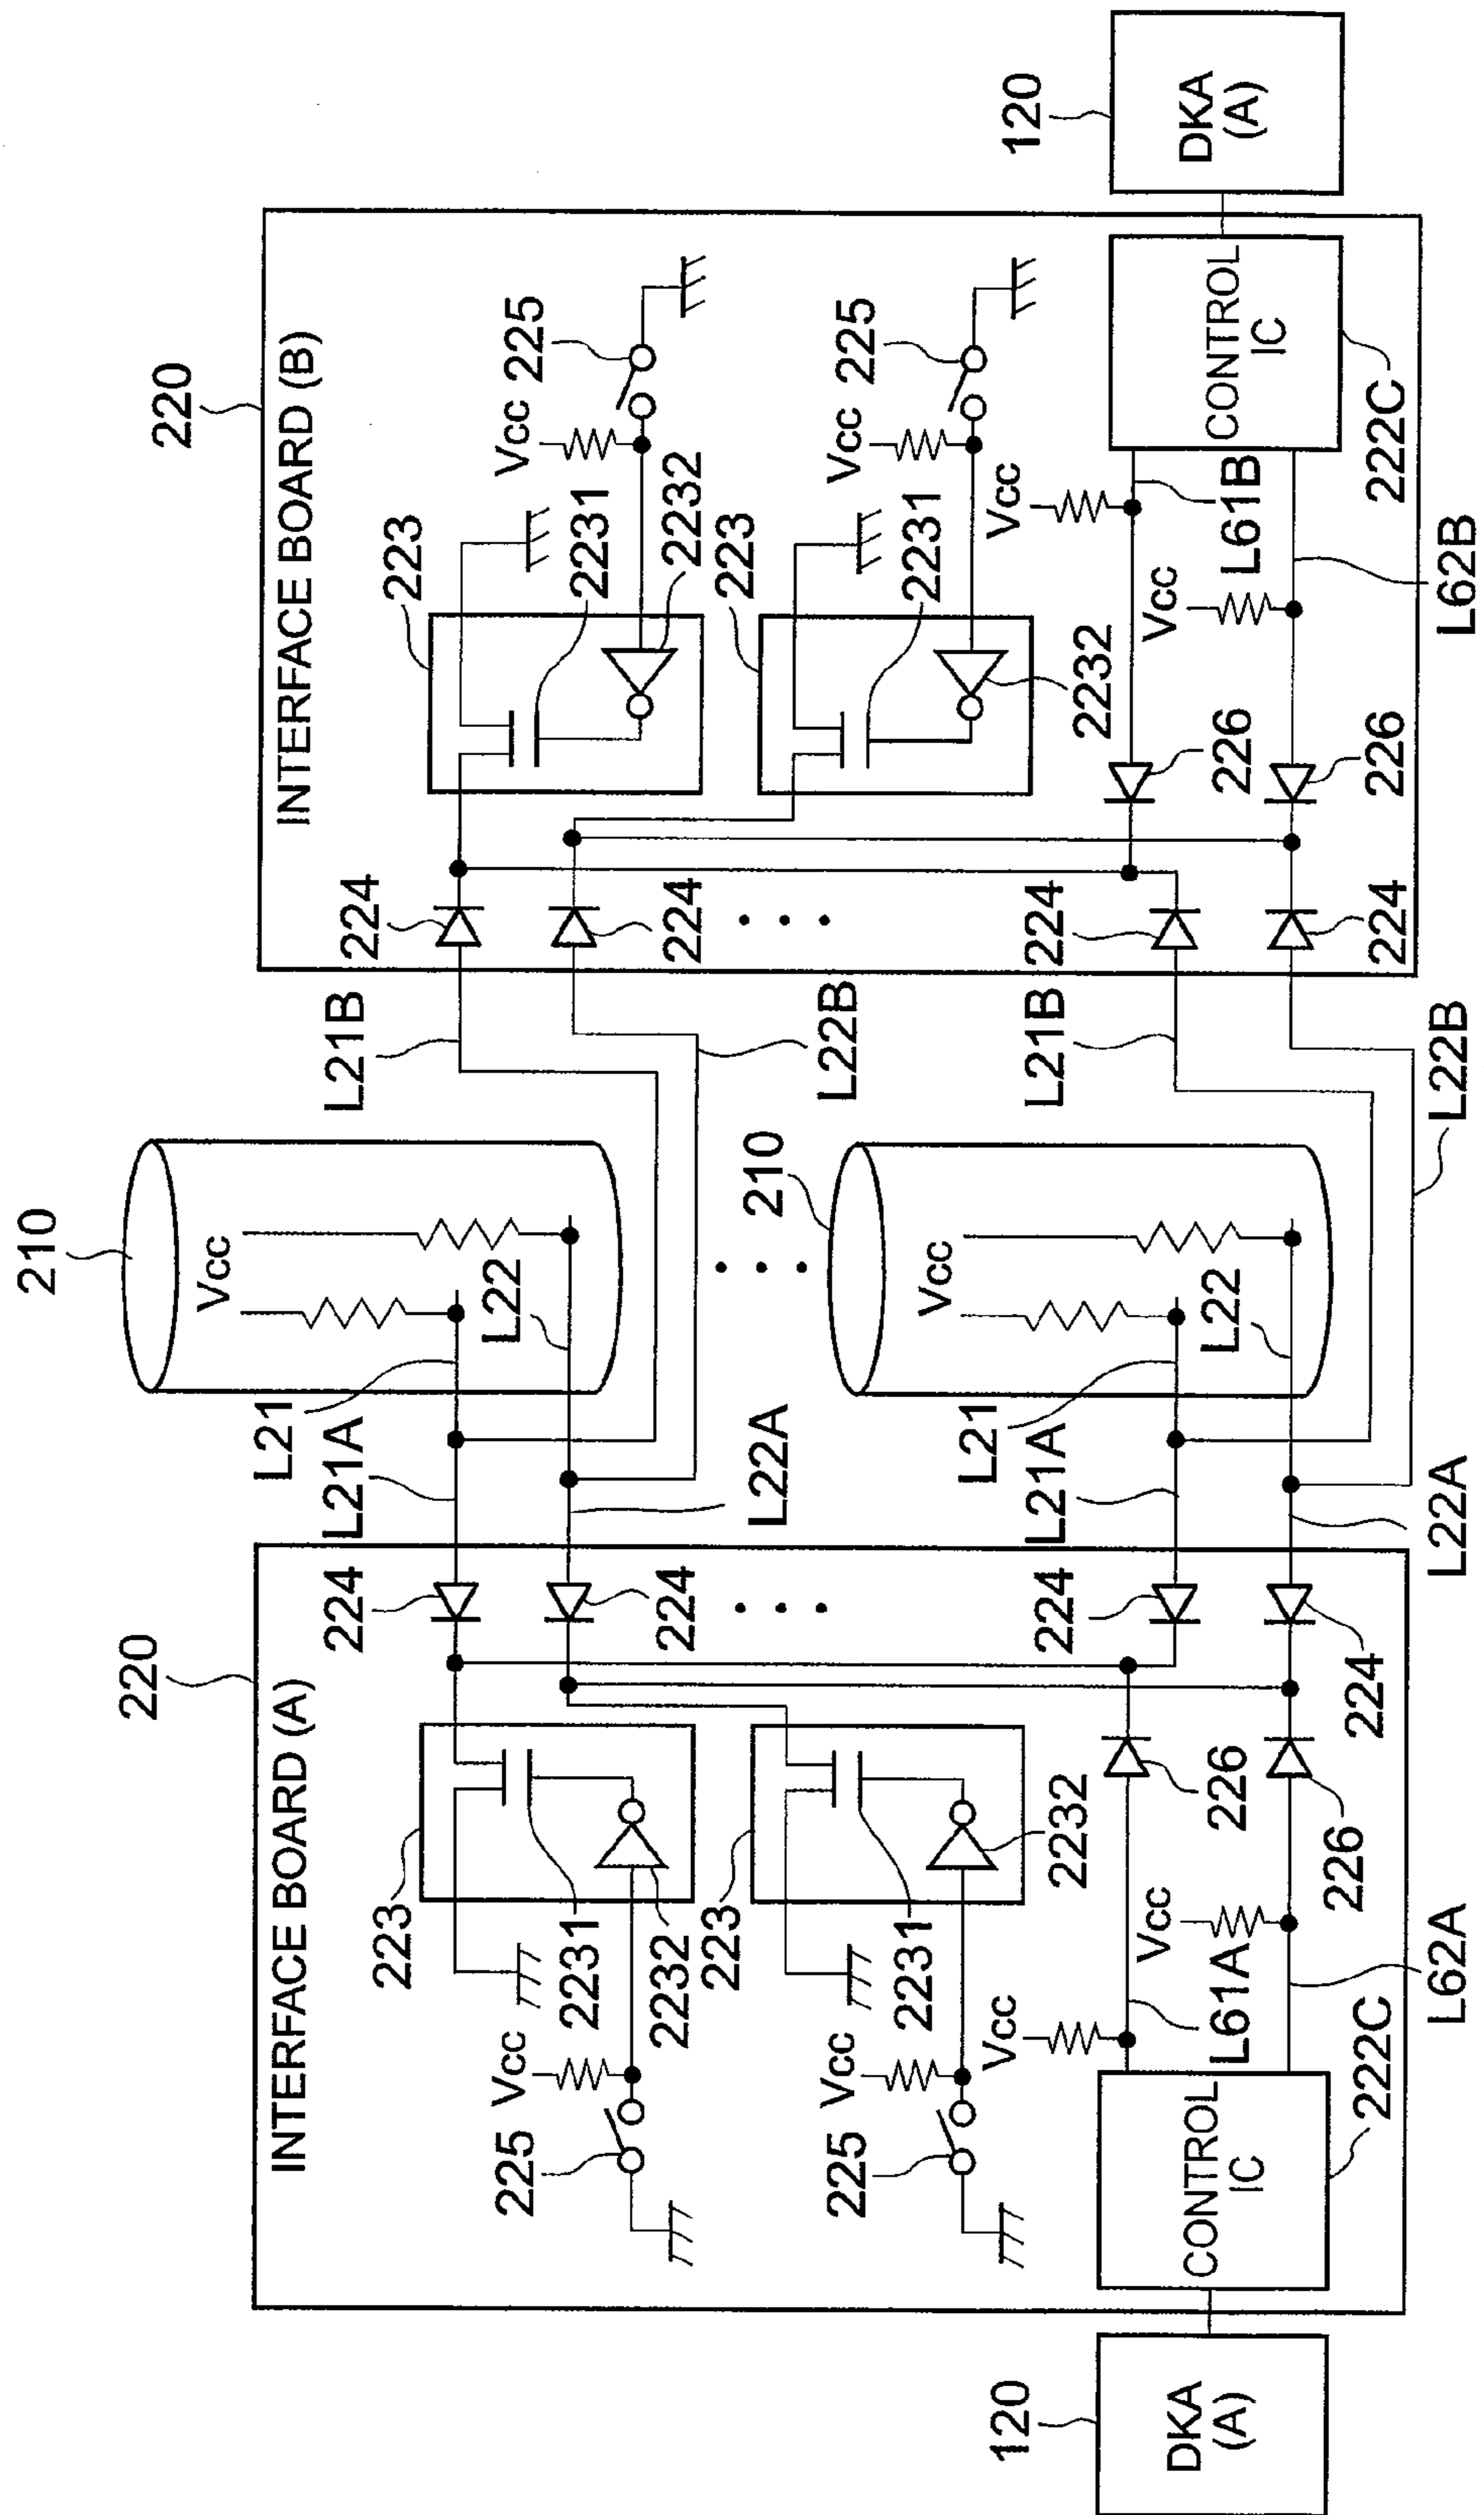 210
210
Vcc
L21
L22
L21A
L22A
L21B
L22B
Vcc
L21
L22
L21A
L22A
L21B
L22B
220
INTERFACE BOARD (A)
224
224
224
224
223
2231
2232
223
2231
2232
Vcc
225
Vcc
225
226
226
Vcc
Vcc
L61A
L62A
CONTROL
IC
222C
120
DKA
(A)
220
INTERFACE BOARD (B)
224
224
224
224
223
2231
2232
223
2231
2232
Vcc
225
Vcc
225
226
226
Vcc
Vcc
L61B
L62B
CONTROL
IC
222C
120
DKA
(A)